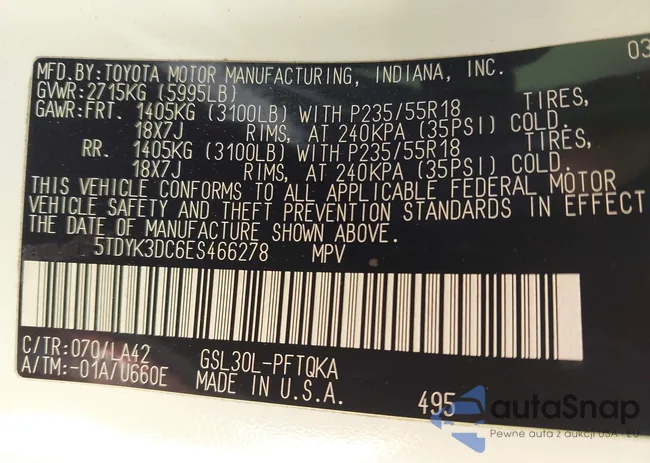 03
MFD.BY:TOYOTA MOTOR MANUFACTURING, INDIANA, INC.
GVWR:2715KG (5995LB)
GAWR:FRT. 1405KG (3100LB) WITH P235/55R18 TIRES,
18X7J RIMS, AT 240KPA (35PSI) COLD.
RR. 1405KG (3100LB) WITH P235/55R18 TIRES,
18X7J RIMS, AT 240KPA (35PSI) COLD.
THIS VEHICLE CONFORMS TO ALL APPLICABLE FEDERAL MOTOR
VEHICLE SAFETY AND THEFT PREVENTION STANDARDS IN EFFECT
THE DATE OF MANUFACTURE SHOWN ABOVE.
5TDYK3DC6ES466278 MPV
C/TR:070/LA42 GSL30L-PFTQKA
A/TM:-01A/U660E MADE IN U.S.A. 495
autaSnap
Pewne auta z aukcji USA i EU